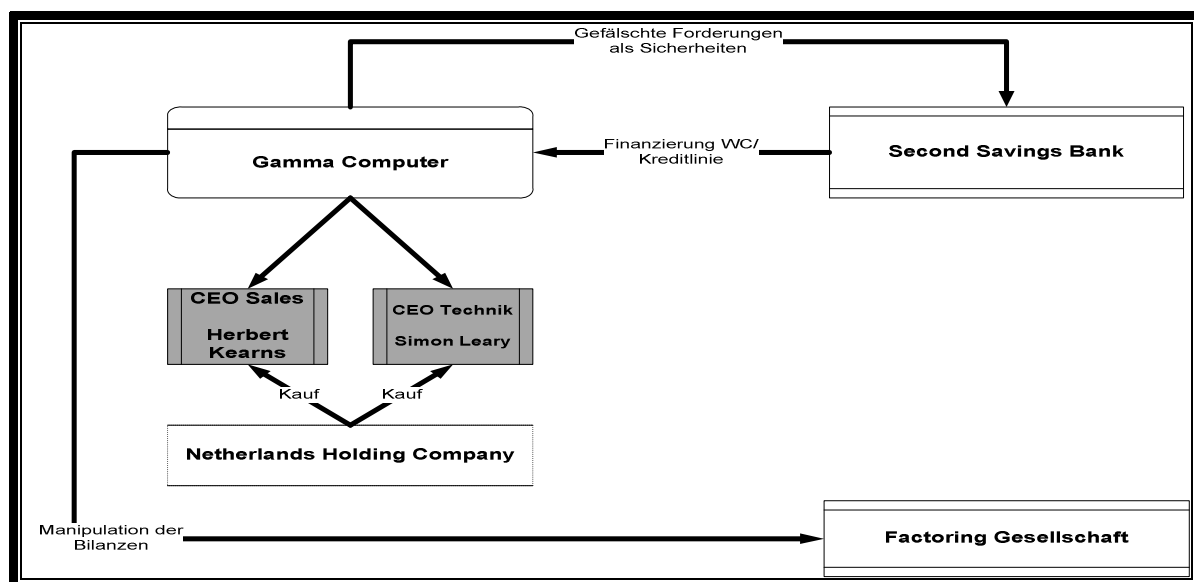 Gefälschte Forderungen
als Sicherheiten
Gamma Computer
Finanzierung WC/
Kreditlinie
Second Savings Bank
CEO Sales
Herbert
Kearns
CEO Technik
Simon Leary
Kauf
Kauf
Netherlands Holding Company
Manipulation der
Bilanzen
Factoring Gesellschaft